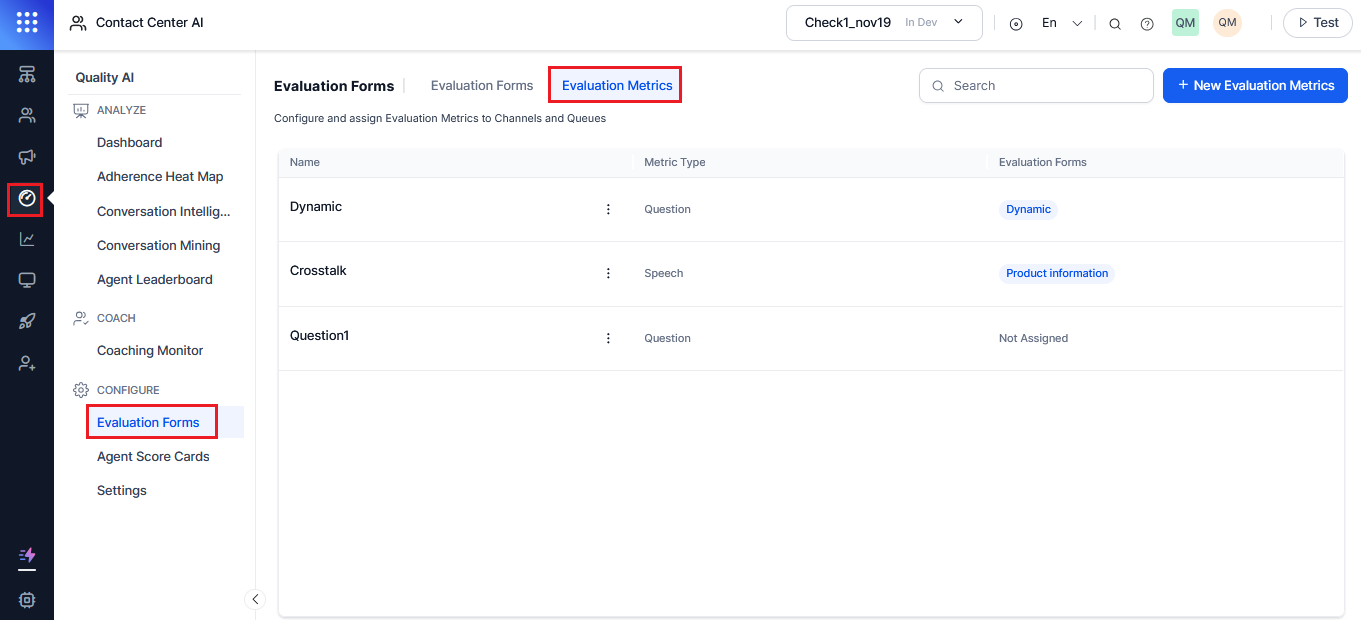 Contact Center AI
Check1_nov19 In Dev
En
QM
QM
Test
Quality AI
ANALYZE
Dashboard
Adherence Heat Map
Conversation Intellig...
Conversation Mining
Agent Leaderboard
COACH
Coaching Monitor
CONFIGURE
Evaluation Forms
Agent Score Cards
Settings
Evaluation Forms Evaluation Forms Evaluation Metrics
Search
+ New Evaluation Metrics
Configure and assign Evaluation Metrics to Channels and Queues
Name Metric Type Evaluation Forms
Dynamic Question Dynamic
Crosstalk Speech Product information
Question1 Question Not Assigned